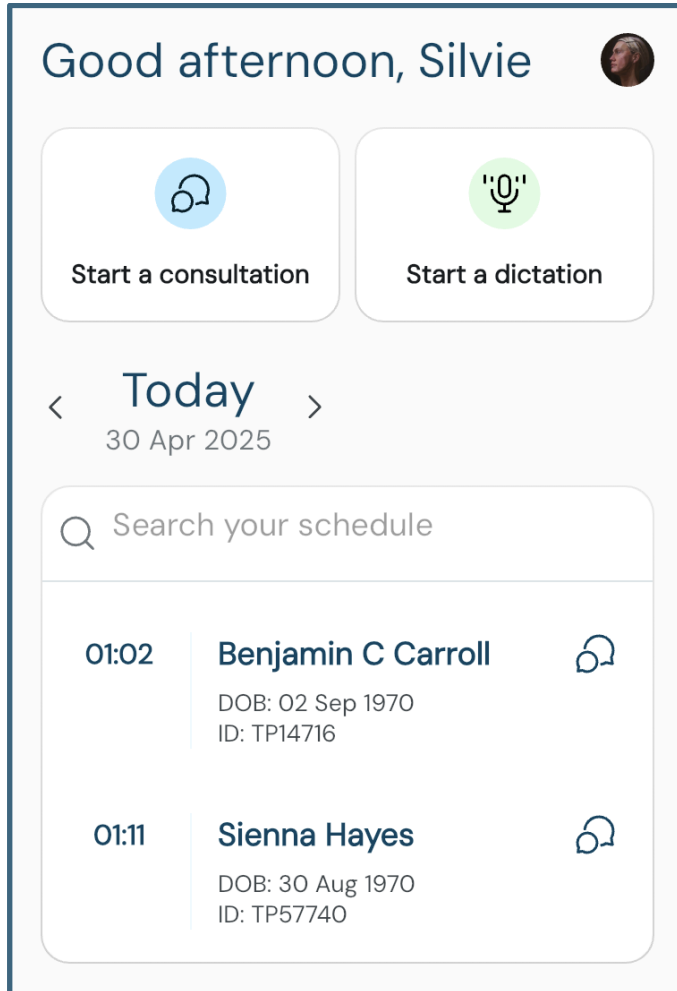 Good afternoon, Silvie
Start a consultation
Start a dictation
Today
30 Apr 2025
Search your schedule
01:02
Benjamin C Carroll
DOB: 02 Sep 1970
ID: TP14716
01:11
Sienna Hayes
DOB: 30 Aug 1970
ID: TP57740